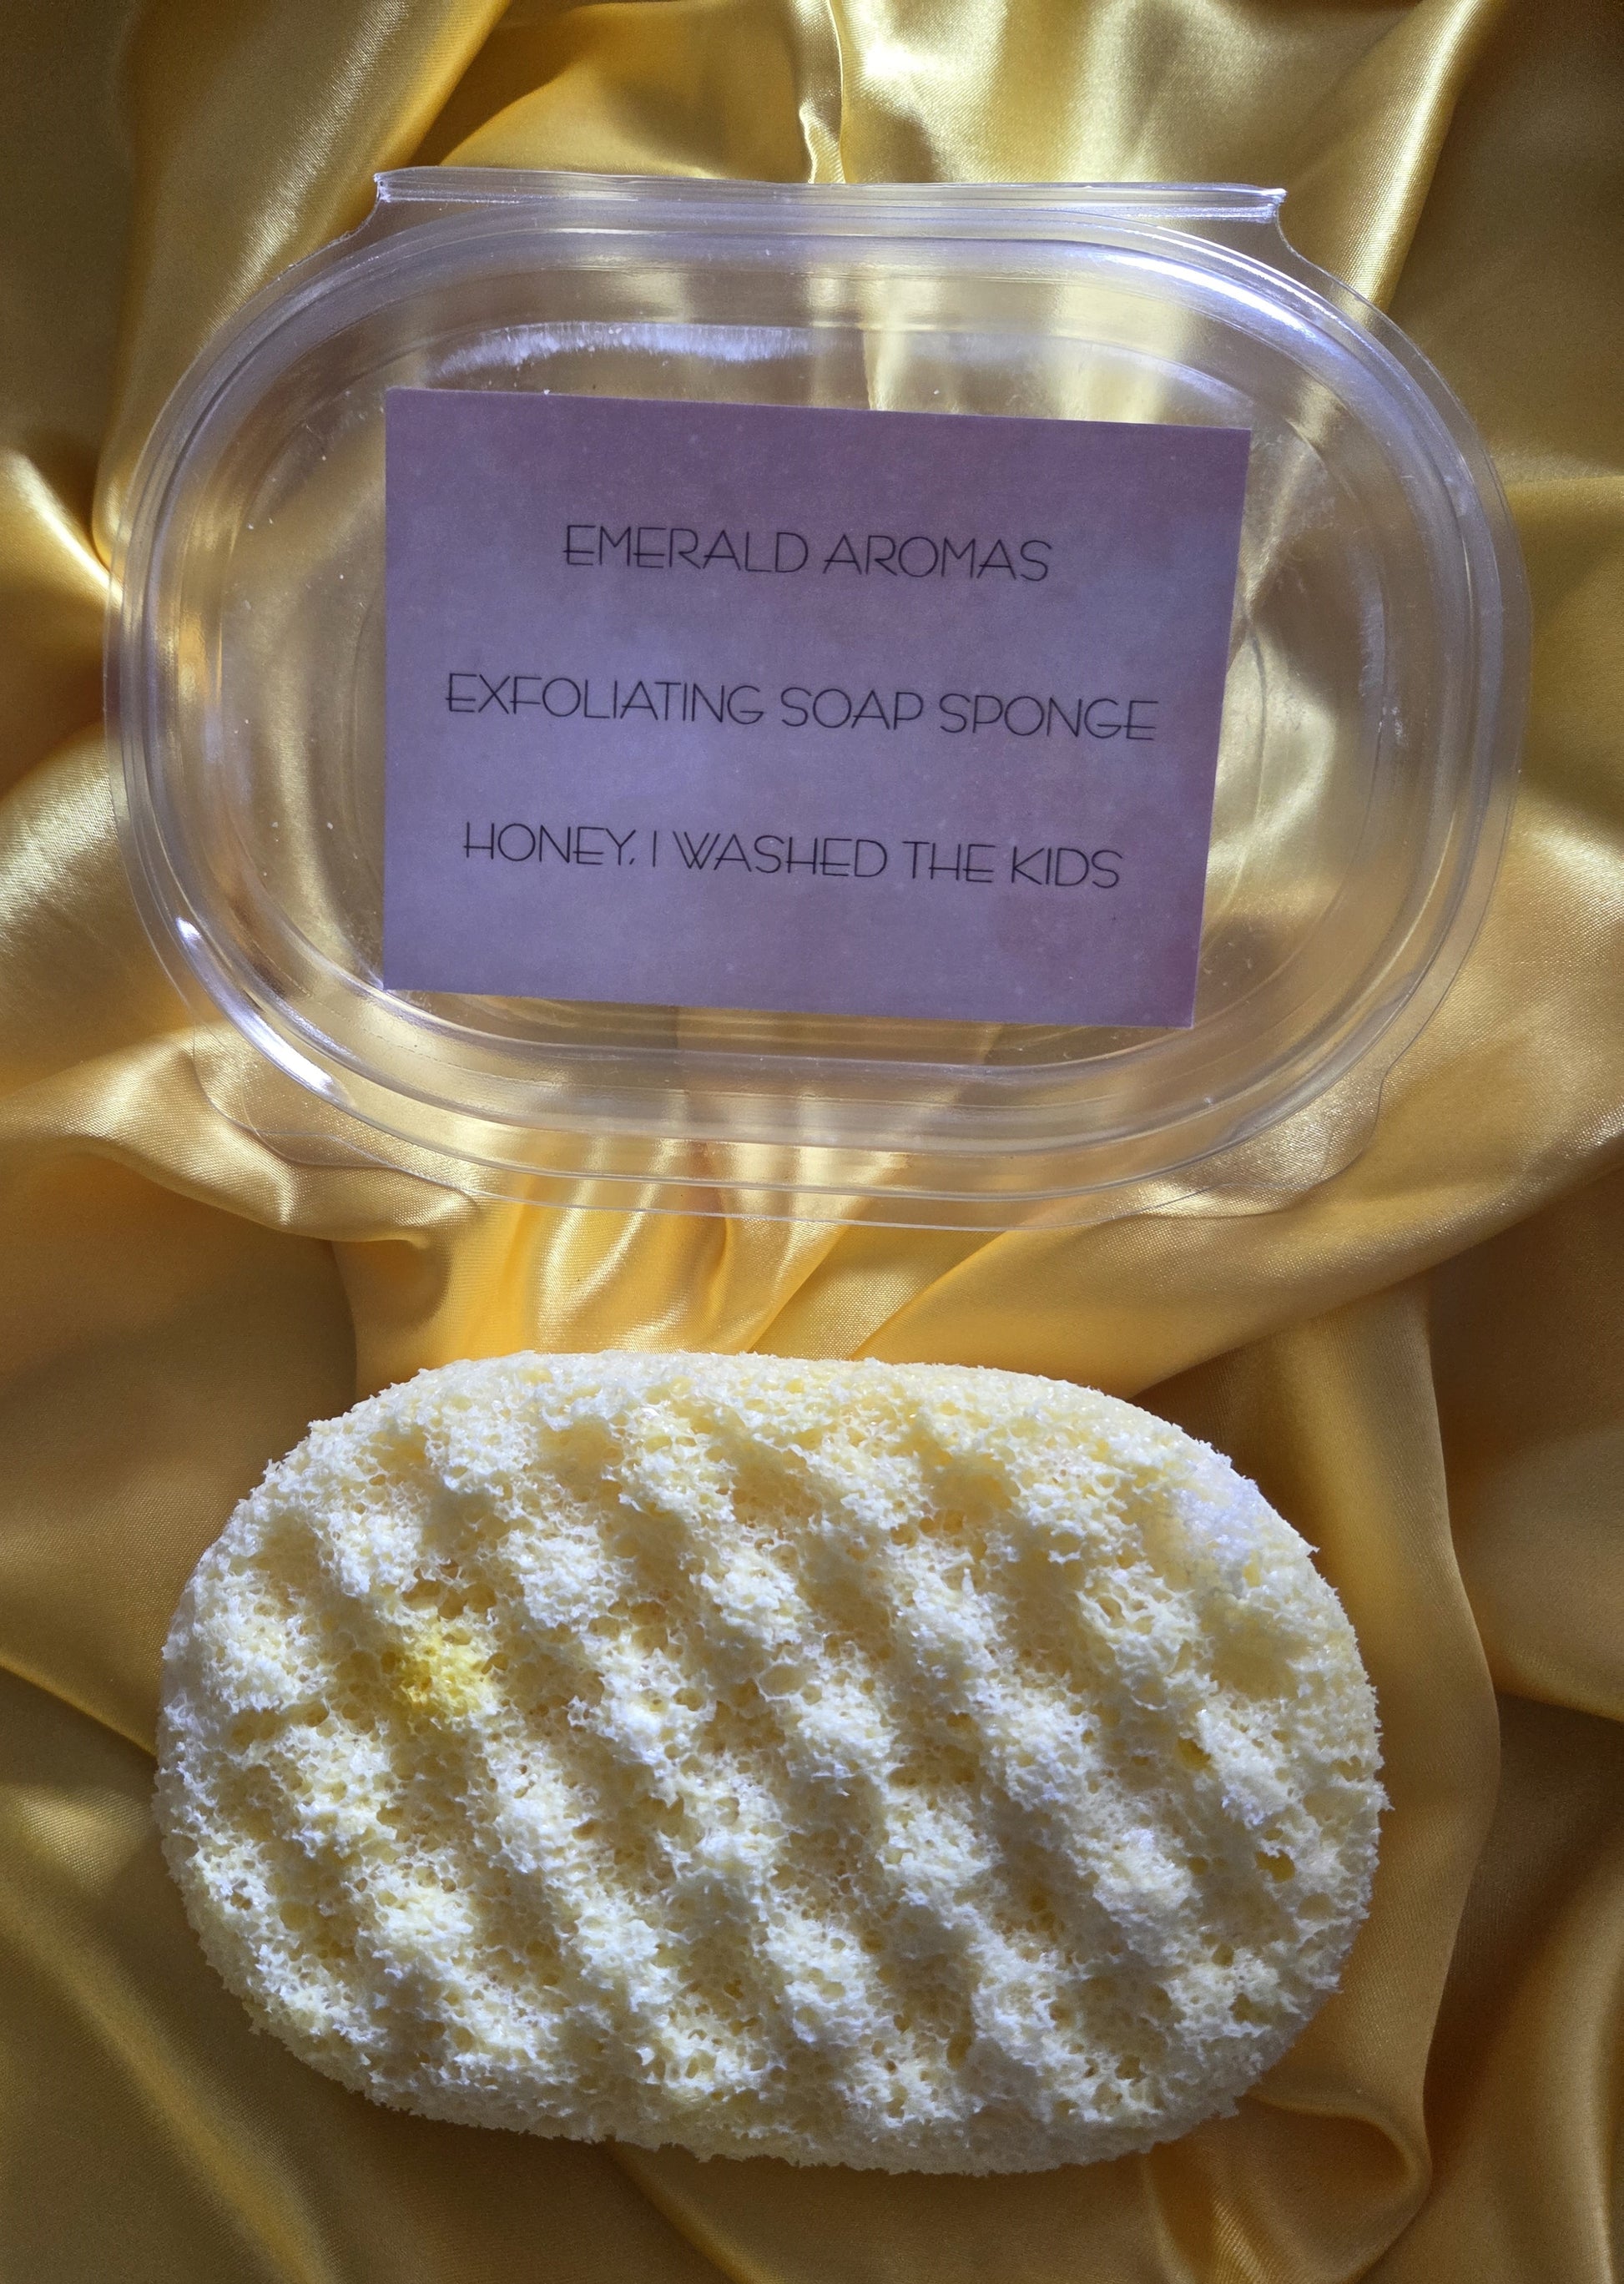 EMERALD AROMAS
EXFOLIATING SOAP SPONGE
HONEY, I WASHED THE KIDS